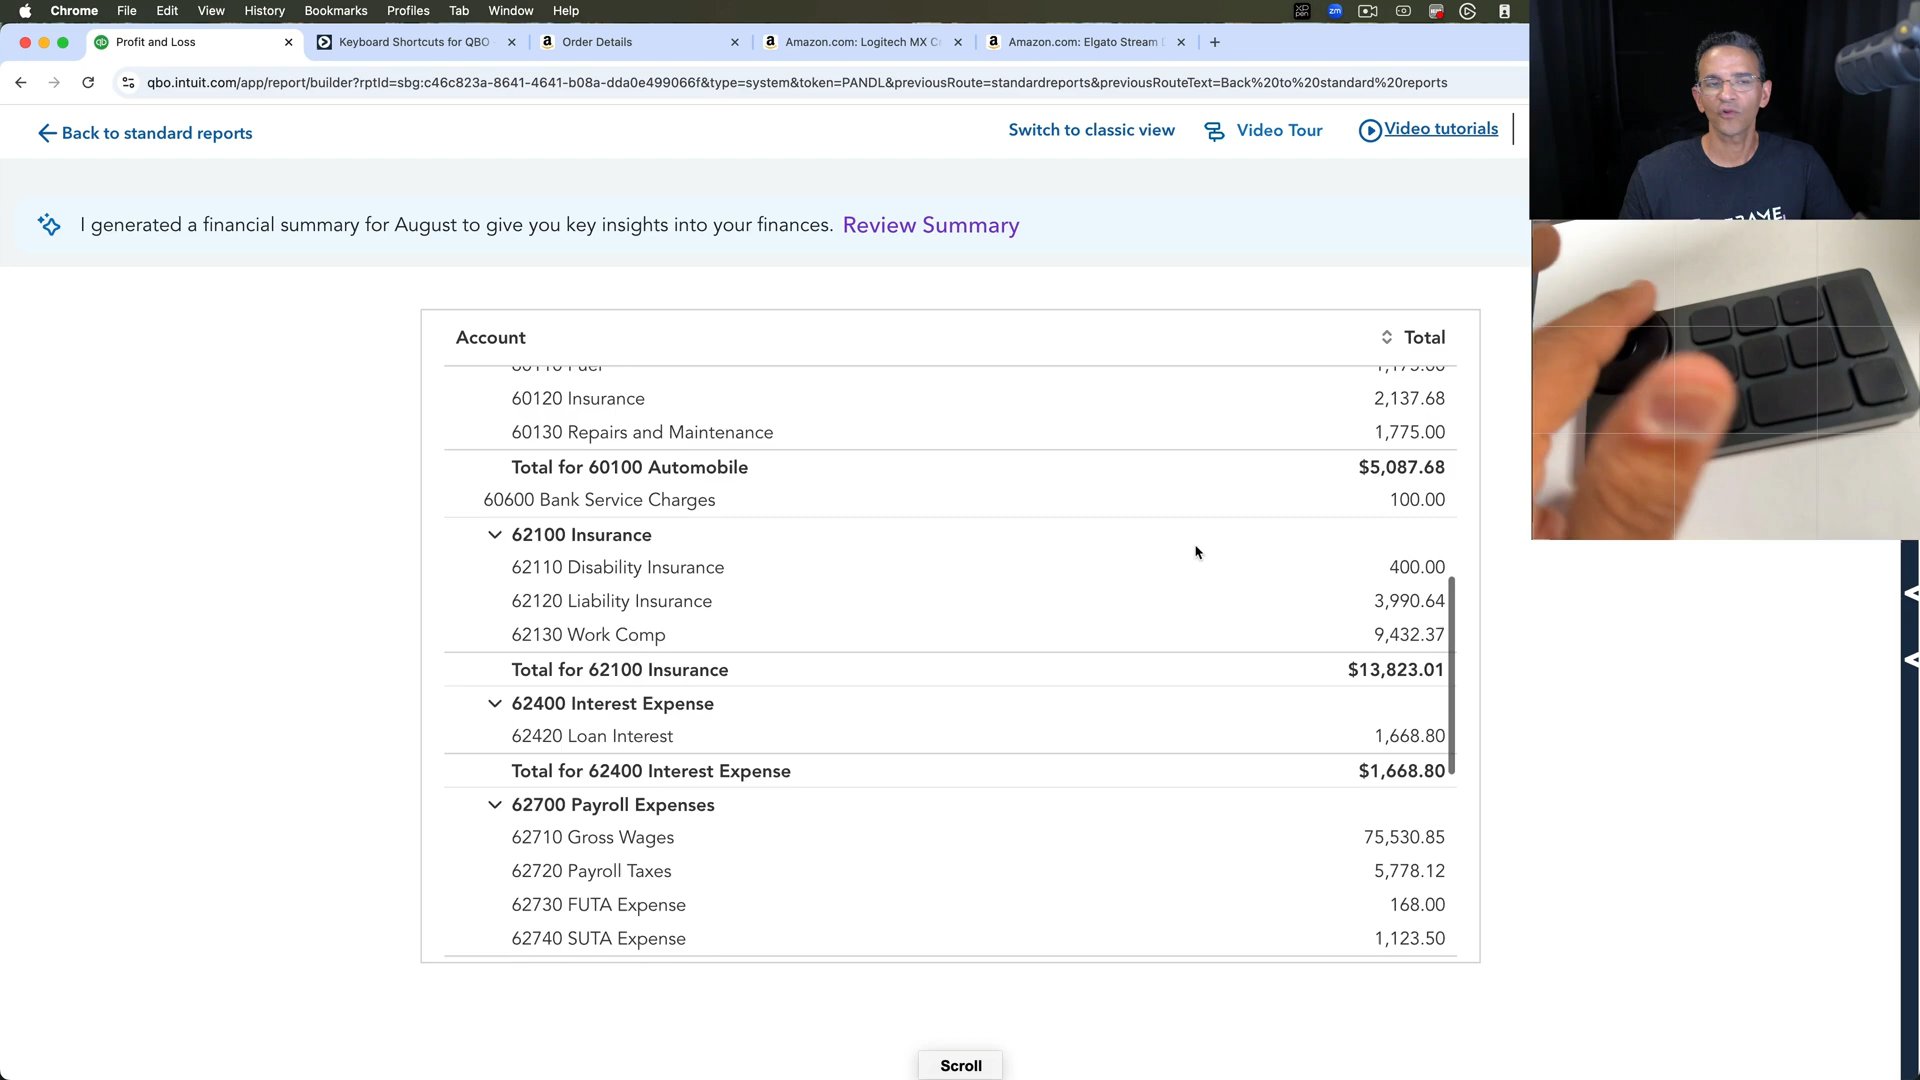 Chrome File Edit View History Bookmarks Profiles Tab Window Help
zm
qb Profit and Loss
Keyboard Shortcuts for QBO
a Order Details
a Amazon.com: Logitech MX C
a Amazon.com: Elgato Stream
qbo.intuit.com/app/report/builder?rptId=sbg:c46c823a-8641-4641-b08a-dda0e499066f&type=system&token=PANDL&previousRoute=standardreports&previousRouteText=Back%20to%20standard%20reports
Back to standard reports
Switch to classic view
Video Tour
Video tutorials
I generated a financial summary for August to give you key insights into your finances. Review Summary
Account Total
60120 Insurance 2,137.68
60130 Repairs and Maintenance 1,775.00
Total for 60100 Automobile $5,087.68
60600 Bank Service Charges 100.00
62100 Insurance
62110 Disability Insurance 400.00
62120 Liability Insurance 3,990.64
62130 Work Comp 9,432.37
Total for 62100 Insurance $13,823.01
62400 Interest Expense
62420 Loan Interest 1,668.80
Total for 62400 Interest Expense $1,668.80
62700 Payroll Expenses
62710 Gross Wages 75,530.85
62720 Payroll Taxes 5,778.12
62730 FUTA Expense 168.00
62740 SUTA Expense 1,123.50
Scroll